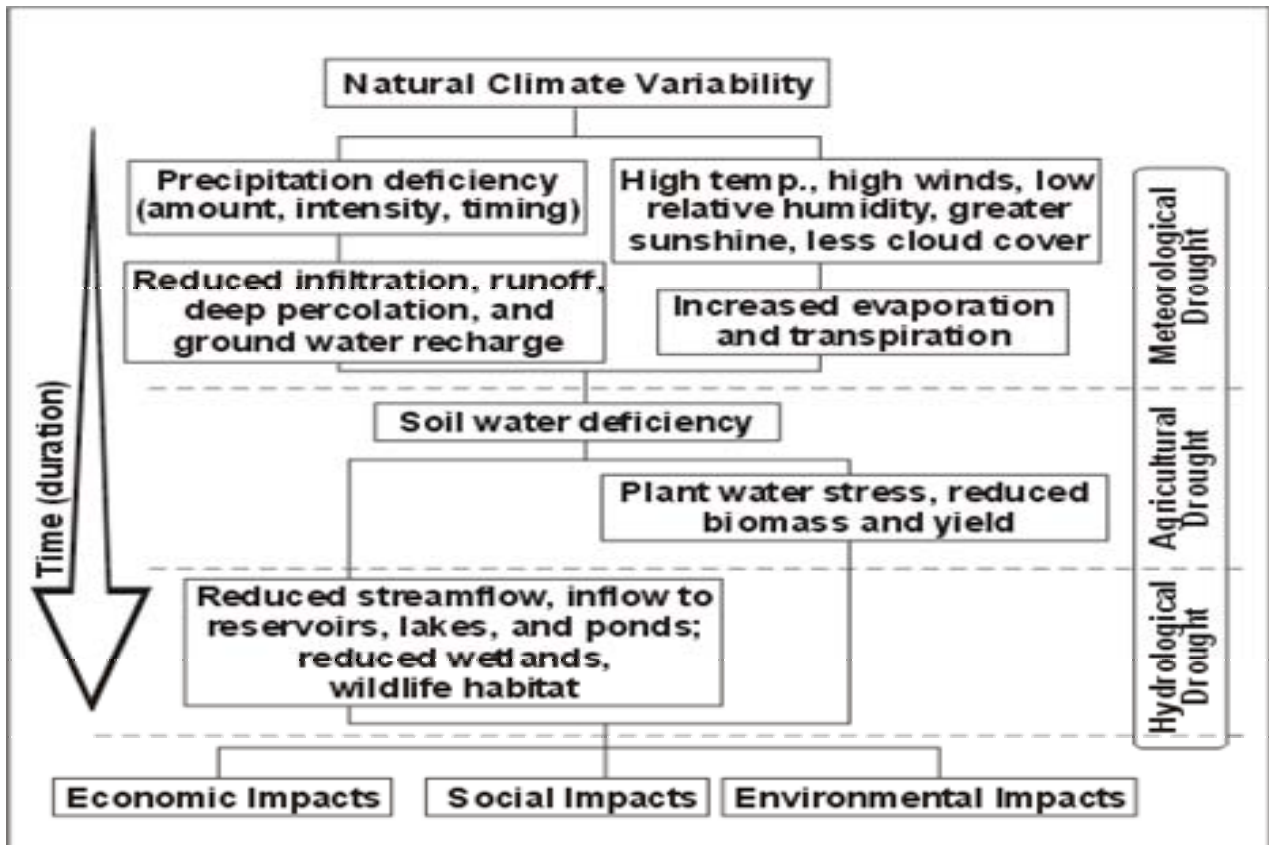 Natural Climate Variability
Precipitation deficiency
(amount, intensity, timing)
High temp., high winds, low
relative humidity, greater
sunshine, less cloud cover
Reduced infiltration, runoff,
deep percolation, and
ground water recharge
Increased evaporation
and transpiration
Meteorological
Drought
Time (duration)
Soil water deficiency
Plant water stress, reduced
biomass and yield
Agricultural
Drought
Reduced streamflow, inflow to
reservoirs, lakes, and ponds;
reduced wetlands,
wildlife habitat
Hydrological
Drought
Economic Impacts
Social Impacts
Environmental Impacts